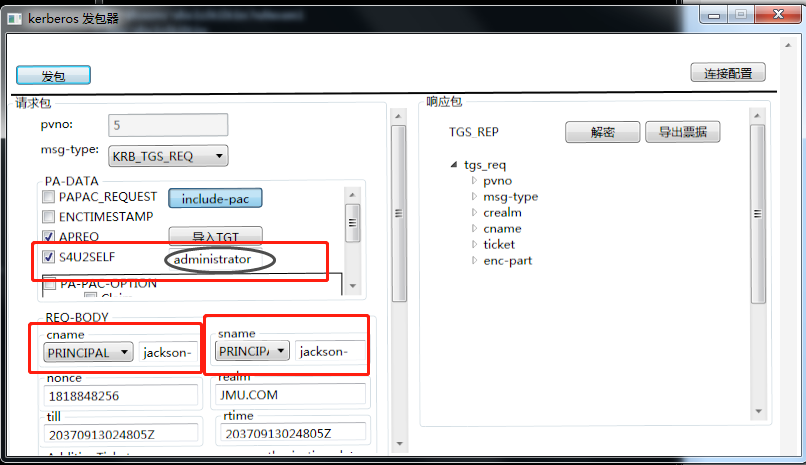 kerberos 发包器
发包
连接配置
请求包
pvno: 5
msg-type: KRB_TGS_REQ
PA-DATA
PAPAC_REQUEST include-pac
ENCTIMESTAMP
APREQ 导入TGT
S4U2SELF administrator
PA-PAC-OPTION
Claim
REQ-BODY
cname
PRINCIPAL jackson-
sname
PRINCIPA jackson-
nonce
1818848256
realm
JMU.COM
till
20370913024805Z
rtime
20370913024805Z
响应包
TGS_REP 解密 导出票据
tgs_req
pvno
msg-type
crealm
cname
ticket
enc-part